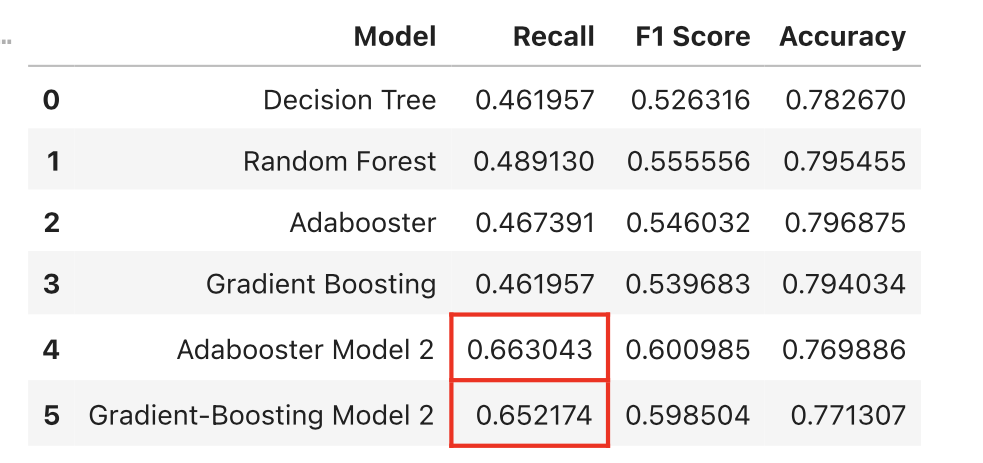 Model Recall F1 Score Accuracy
0 Decision Tree 0.461957 0.526316 0.782670
1 Random Forest 0.489130 0.555556 0.795455
2 Adabooster 0.467391 0.546032 0.796875
3 Gradient Boosting 0.461957 0.539683 0.794034
4 Adabooster Model 2 0.663043 0.600985 0.769886
5 Gradient-Boosting Model 2 0.652174 0.598504 0.771307